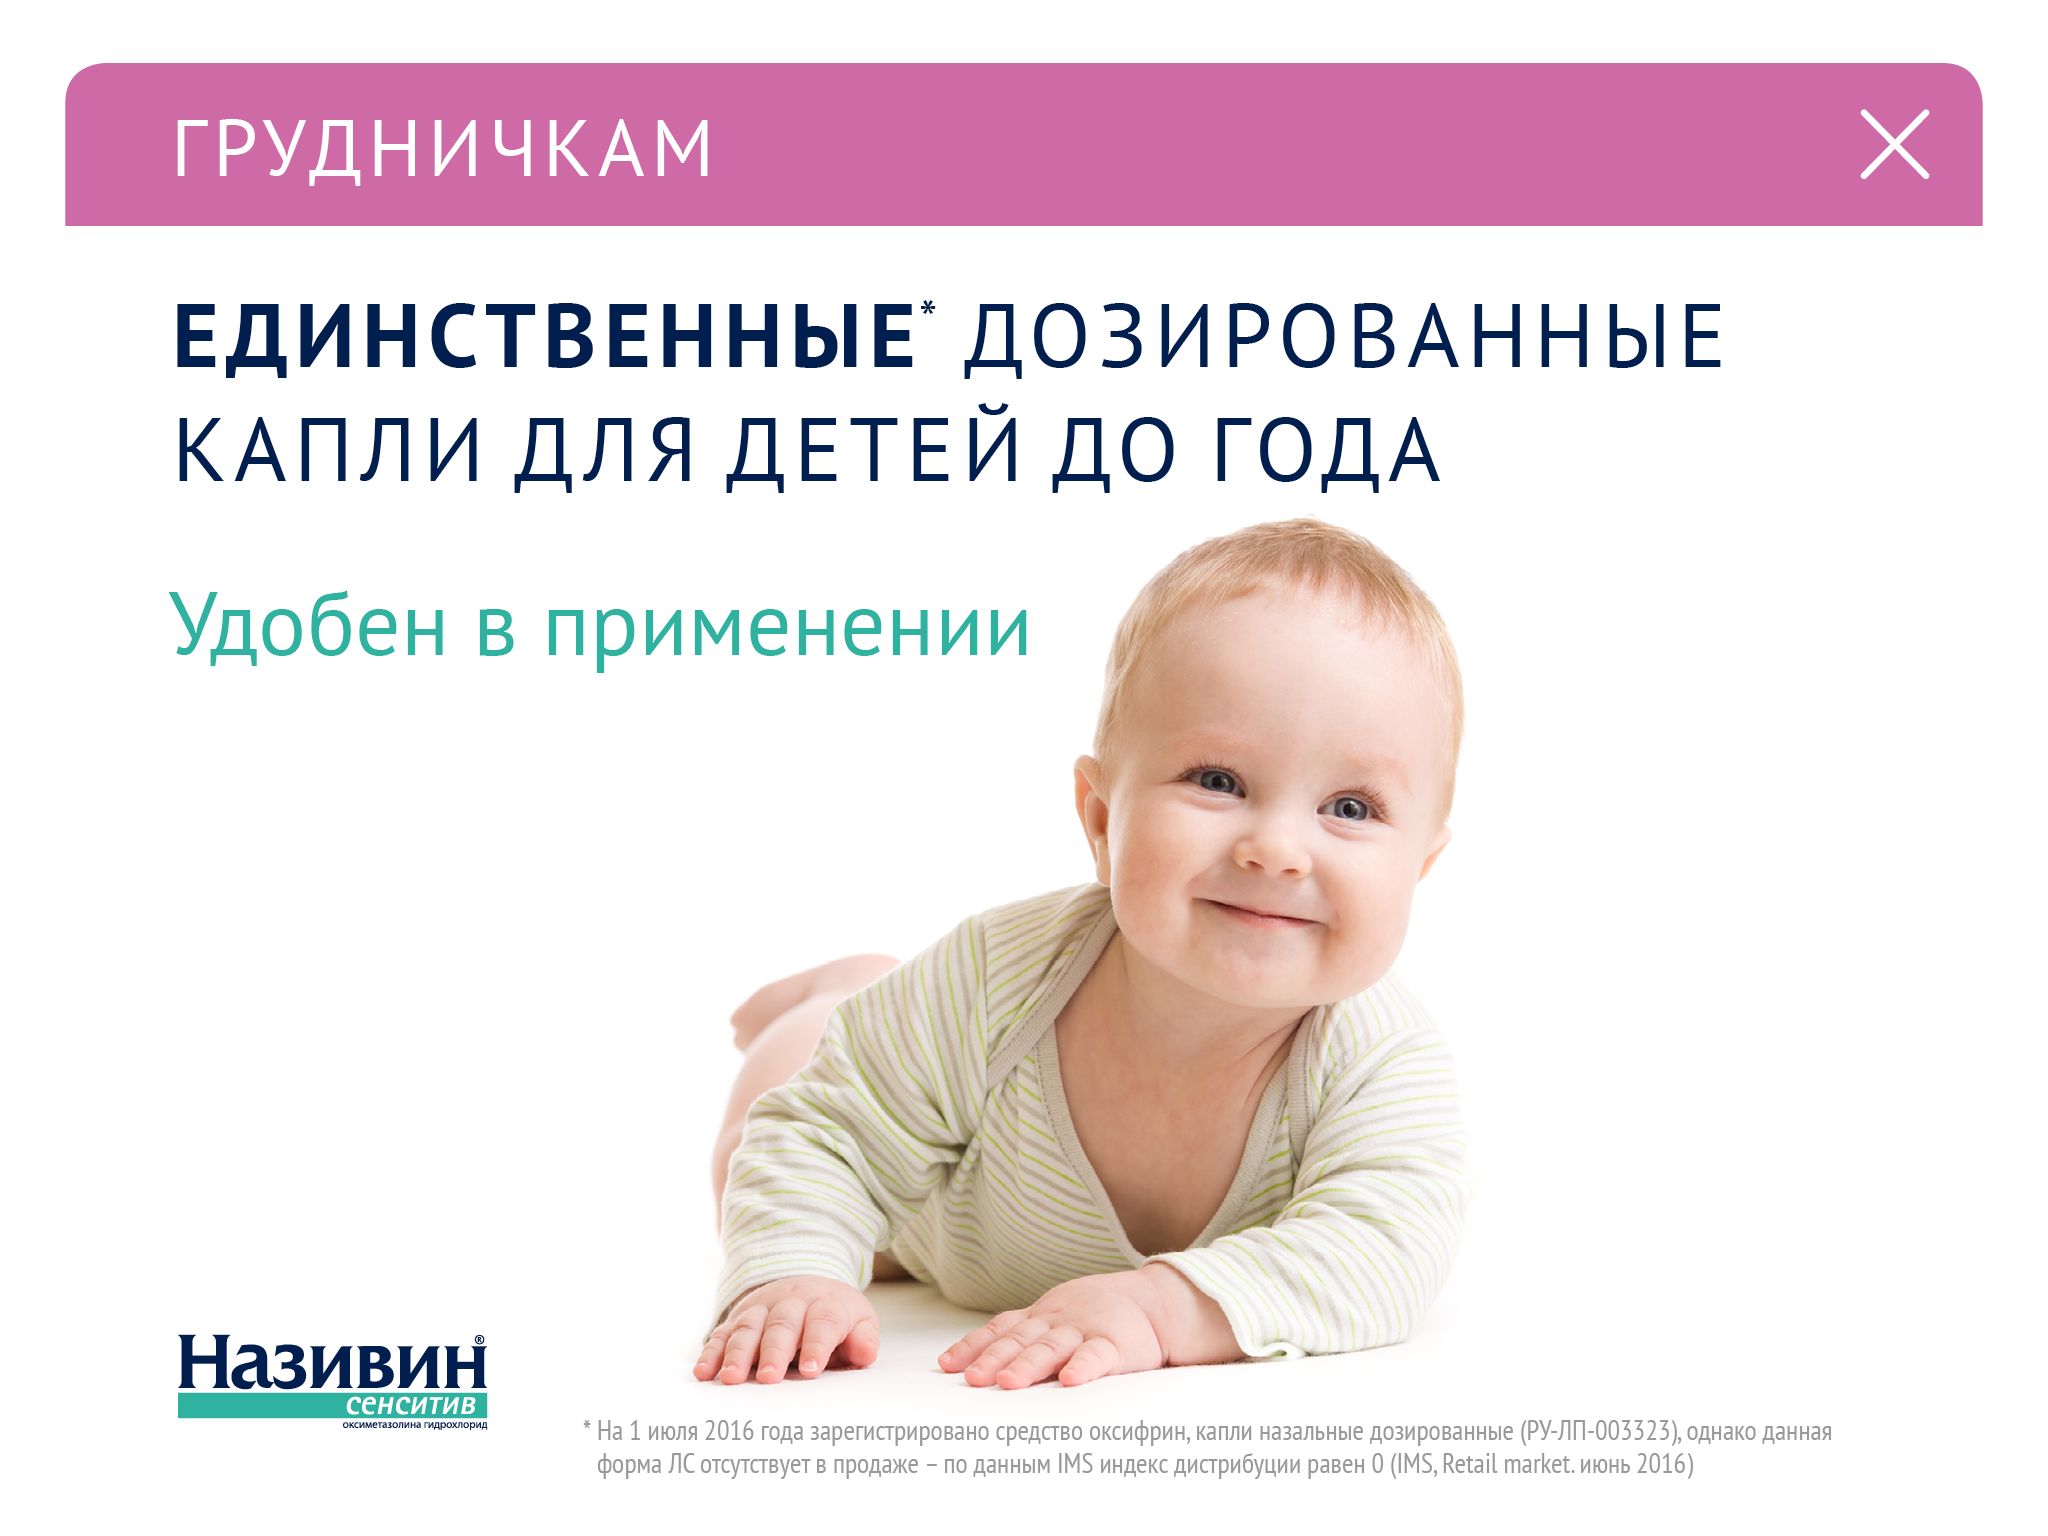 ГРУДНИЧКАМ
ЕДИНСТВЕННЫЕ* ДОЗИРОВАННЫЕ
КАПЛИ ДЛЯ ДЕТЕЙ ДО ГОДА
Удобен в применении
Називин®
сенситив
оксиметазолина гидрохлорид
* На 1 июля 2016 года зарегистрировано средство оксифрин, капли назальные дозированные (РУ-ЛП-003323), однако данная
форма ЛС отсутствует в продаже – по данным IMS индекс дистрибуции равен 0 (IMS, Retail market. июнь 2016)